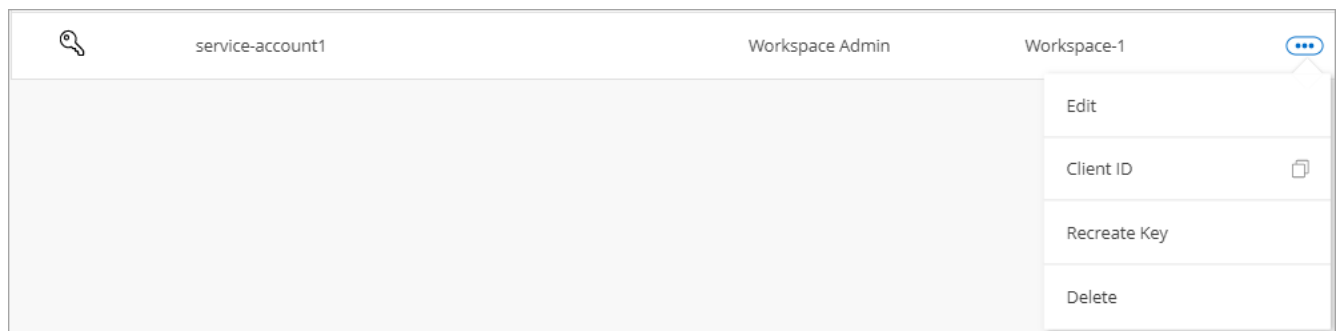 service-account1 Workspace Admin Workspace-1
Edit
Client ID
Recreate Key
Delete